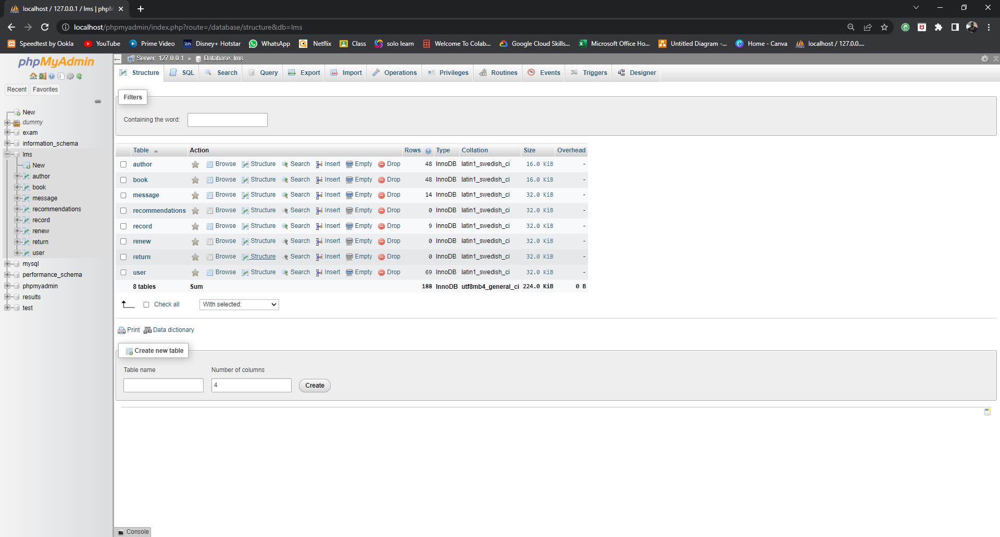 localhost / 127.0.0.1 / lms | phpM
localhost/phpmyadmin/index.php?route=/database/structure&db=lms
Speedtest by Ookla YouTube Prime Video Disney+ Hotstar WhatsApp Netflix Class solo learn Welcome To Colab... Google Cloud Skills... Microsoft Office Ho... Untitled Diagram -... Home - Canva localhost / 127.0.0....
phpMyAdmin
Recent Favorites
New
dummy
exam
information_schema
lms
New
author
book
message
recommendations
record
renew
return
user
mysql
performance_schema
phpmyadmin
results
test
Server: 127.0.0.1 » Database: lms
Structure SQL Search Query Export Import Operations Privileges Routines Events Triggers Designer
Filters
Containing the word:
Table Action Rows Type Collation Size Overhead
author Browse Structure Search Insert Empty Drop 48 InnoDB latin1_swedish_ci 16.0 KiB -
book Browse Structure Search Insert Empty Drop 48 InnoDB latin1_swedish_ci 16.0 KiB -
message Browse Structure Search Insert Empty Drop 14 InnoDB latin1_swedish_ci 32.0 KiB -
recommendations Browse Structure Search Insert Empty Drop 0 InnoDB latin1_swedish_ci 32.0 KiB -
record Browse Structure Search Insert Empty Drop 9 InnoDB latin1_swedish_ci 32.0 KiB -
renew Browse Structure Search Insert Empty Drop 0 InnoDB latin1_swedish_ci 32.0 KiB -
return Browse Structure Search Insert Empty Drop 0 InnoDB latin1_swedish_ci 32.0 KiB -
user Browse Structure Search Insert Empty Drop 69 InnoDB latin1_swedish_ci 32.0 KiB -
8 tables Sum 188 InnoDB utf8mb4_general_ci 224.0 KiB 0 B
Check all With selected:
Print Data dictionary
Create new table
Table name Number of columns
4 Create
Console